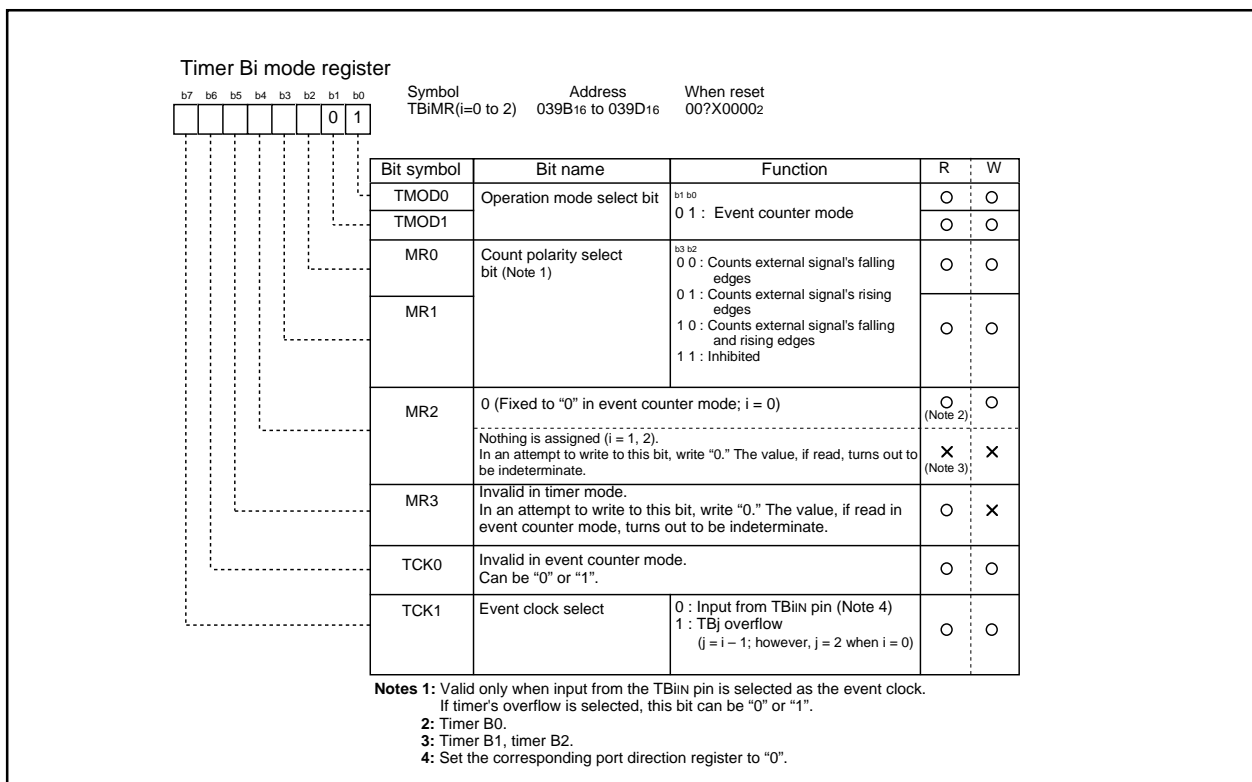 Timer Bi mode register
b7 b6 b5 b4 b3 b2 b1 b0
0 1
Symbol Address When reset
TBiMR(i=0 to 2) 039B16 to 039D16 00?X00002
Bit symbol Bit name Function R W
TMOD0 Operation mode select bit b1 b0
0 1 : Event counter mode
TMOD1
MR0 Count polarity select
bit (Note 1)
b3 b2
0 0 : Counts external signal's falling
edges
0 1 : Counts external signal's rising
edges
MR1
1 0 : Counts external signal's falling
and rising edges
1 1 : Inhibited
MR2 0 (Fixed to “0” in event counter mode; i = 0)
(Note 2)
Nothing is assigned (i = 1, 2).
In an attempt to write to this bit, write “0.” The value, if read, turns out to
be indeterminate.
(Note 3)
MR3 Invalid in timer mode.
In an attempt to write to this bit, write “0.” The value, if read in
event counter mode, turns out to be indeterminate.
TCK0 Invalid in event counter mode.
Can be “0” or “1”.
TCK1 Event clock select 0 : Input from TBiIN pin (Note 4)
1 : TBj overflow
(j = i – 1; however, j = 2 when i = 0)
Notes 1: Valid only when input from the TBiIN pin is selected as the event clock.
If timer's overflow is selected, this bit can be “0” or “1”.
2: Timer B0.
3: Timer B1, timer B2.
4: Set the corresponding port direction register to “0”.